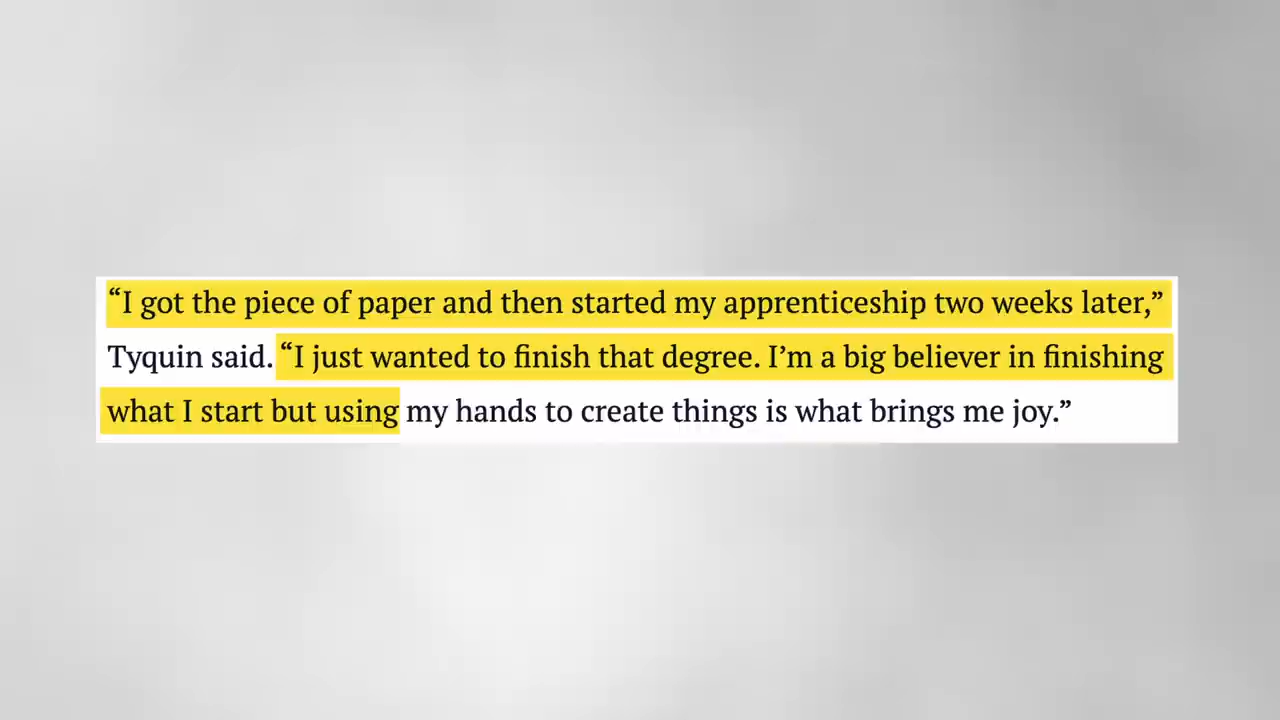 “I got the piece of paper and then started my apprenticeship two weeks later,”
Tyquin said. “I just wanted to finish that degree. I’m a big believer in finishing
what I start but using my hands to create things is what brings me joy.”